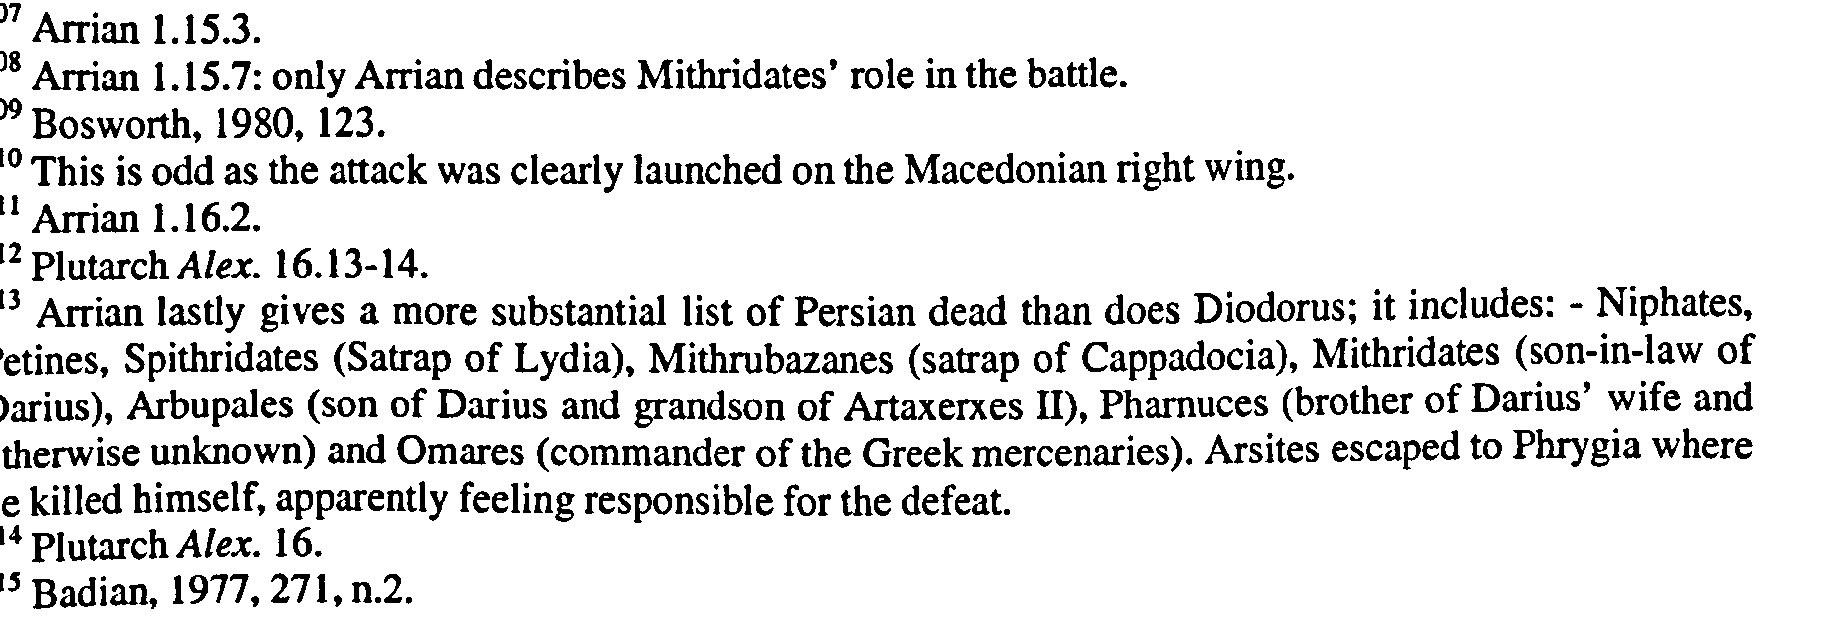 07 Arrian 1.15.3.
08 Arrian 1.15.7: only Arrian describes Mithridates' role in the battle.
09 Bosworth, 1980, 123.
10 This is odd as the attack was clearly launched on the Macedonian right wing.
11 Arrian 1.16.2.
12 Plutarch Alex. 16.13-14.
13 Arrian lastly gives a more substantial list of Persian dead than does Diodorus; it includes: - Niphates,
etines, Spithridates (Satrap of Lydia), Mithrubazanes (satrap of Cappadocia), Mithridates (son-in-law of
Darius), Arbupales (son of Darius and grandson of Artaxerxes II), Pharnuces (brother of Darius' wife and
therwise unknown) and Omares (commander of the Greek mercenaries). Arsites escaped to Phrygia where
e killed himself, apparently feeling responsible for the defeat.
14 Plutarch Alex. 16.
15 Badian, 1977, 271, n.2.